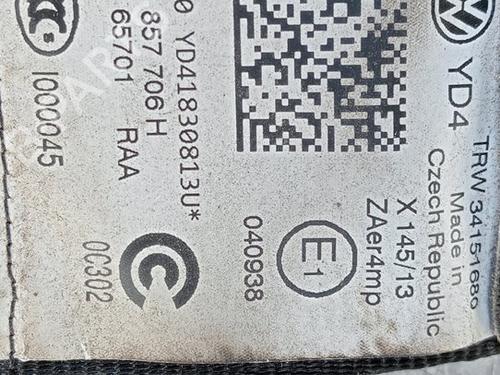 YD4
TRW 34151680
Made in
Czech Republic
X 145/13
ZAer4mp
E1
040938
0 YD41830813U*
857 706 H
65701 RAA
0C302
1000045